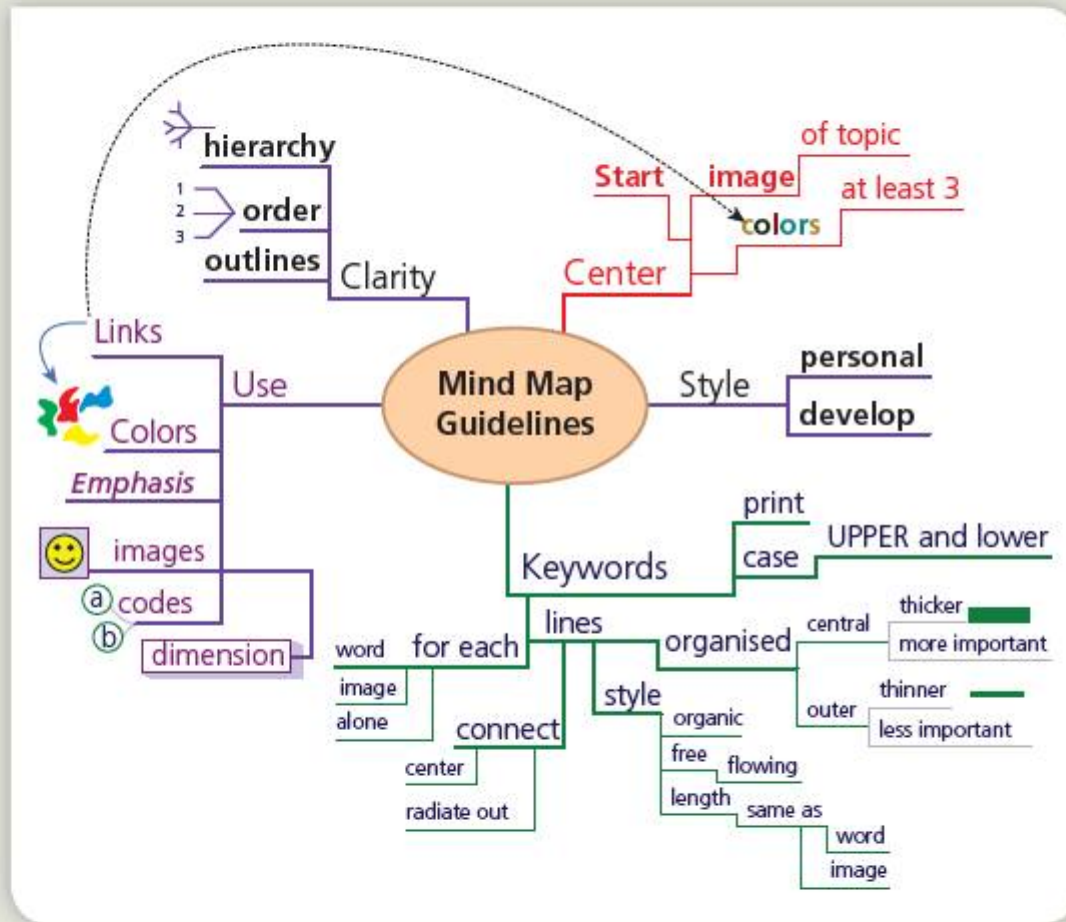 Mind Map
Guidelines
Center
Start
image
of topic
colors
at least 3
Style
personal
develop
Keywords
print
case
UPPER and lower
lines
organised
central
thicker
more important
outer
thinner
less important
style
organic
free
flowing
length
same as
word
image
connect
center
radiate out
for each
word
image
alone
Use
Links
Colors
Emphasis
images
dimension
codes
a
b
Clarity
hierarchy
order
1
2
3
outlines